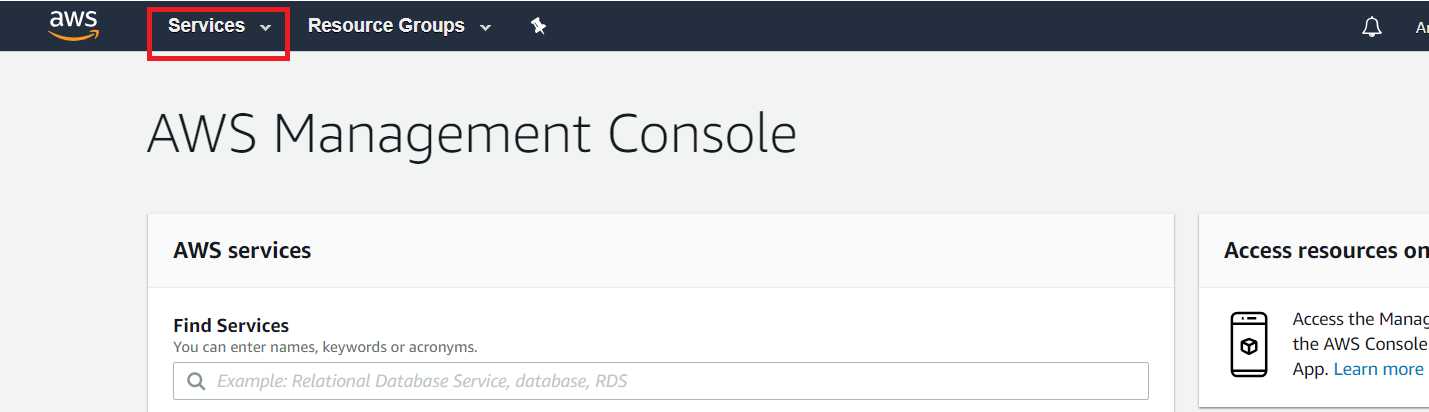 aws Services Resource Groups
AWS Management Console
AWS services
Find Services
You can enter names, keywords or acronyms.
Example: Relational Database Service, database, RDS
Access resources on
Access the Manag
the AWS Console
App. Learn more